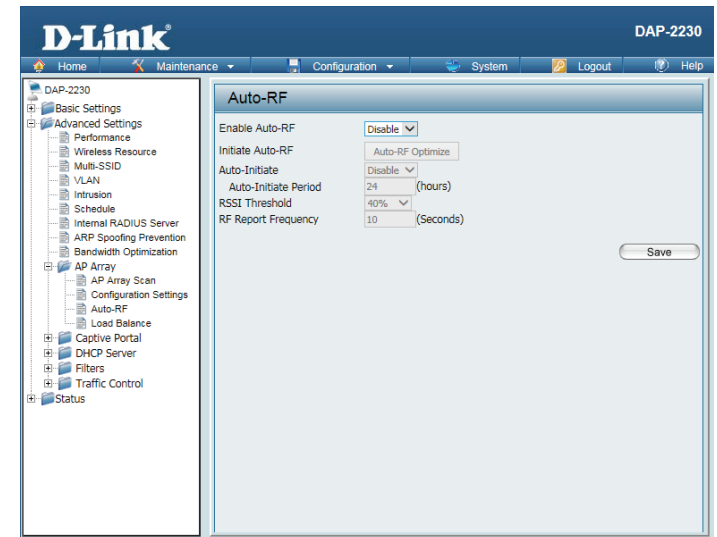 D-Link®
DAP-2230
Home
Maintenance
Configuration
System
Logout
Help
DAP-2230
Basic Settings
Advanced Settings
Performance
Wireless Resource
Multi-SSID
VLAN
Intrusion
Schedule
Internal RADIUS Server
ARP Spoofing Prevention
Bandwidth Optimization
AP Array
AP Array Scan
Configuration Settings
Auto-RF
Load Balance
Captive Portal
DHCP Server
Filters
Traffic Control
Status
Auto-RF
Enable Auto-RF Disable
Initiate Auto-RF Auto-RF Optimize
Auto-Initiate Disable
Auto-Initiate Period 24 (hours)
RSSI Threshold 40%
RF Report Frequency 10 (Seconds)
Save